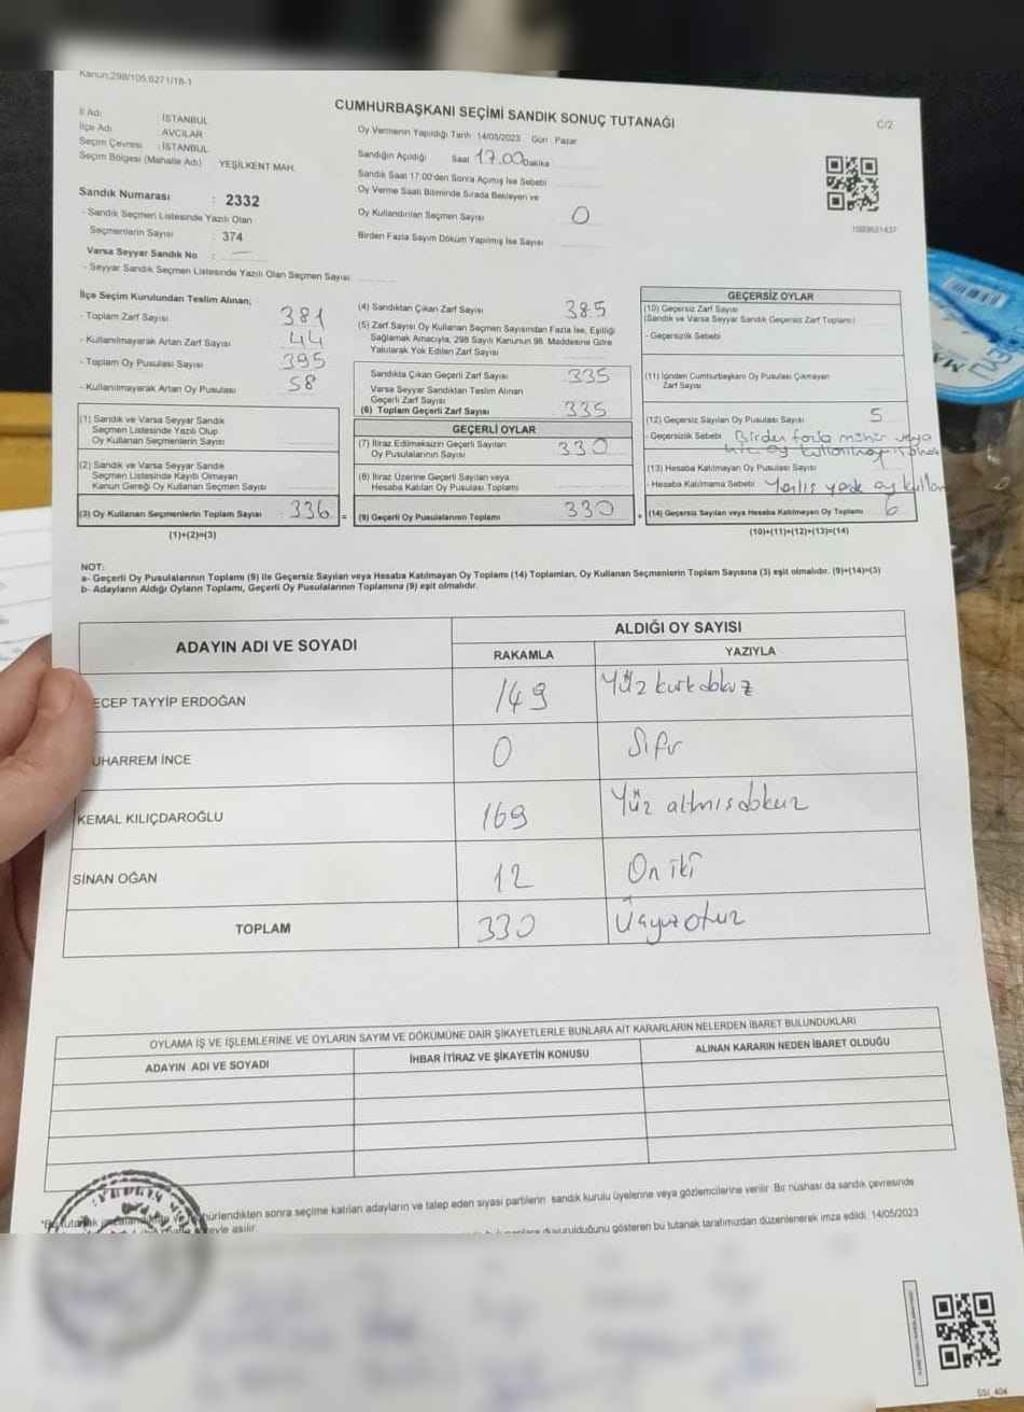 Kanun:298/105,6271/18-1
CUMHURBAŞKANI SEÇİMİ SANDIK SONUÇ TUTANAĞI
C/2
İl Adı : İSTANBUL
İlçe Adı : AVCILAR
Seçim Çevresi : İSTANBUL
Seçim Bölgesi (Mahalle Adı) YEŞİLKENT MAH.
Sandık Numarası : 2332
- Sandık Seçmen Listesinde Yazılı Olan
Seçmenlerin Sayısı : 374
Varsa Seyyar Sandık No : —
- Seyyar Sandık Seçmen Listesinde Yazılı Olan Seçmen Sayısı
Oy Vermenin Yapıldığı Tarih 14/05/2023 Gün : Pazar
Sandığın Açıldığı Saat 17.00 Dakika
Sandık Saat 17:00'den Sonra Açılmış İse Sebebi
Oy Verme Saati Bitiminde Sırada Bekleyen ve
Oy Kullandırılan Seçmen Sayısı 0
Birden Fazla Sayım Döküm Yapılmış İse Sayısı
İlçe Seçim Kurulundan Teslim Alınan;
- Toplam Zarf Sayısı 381
- Kullanılmayarak Artan Zarf Sayısı 44
- Toplam Oy Pusulası Sayısı 395
- Kullanılmayarak Artan Oy Pusulası 58
(1) Sandık ve Varsa Seyyar Sandık
Seçmen Listesinde Yazılı Olup
Oy Kullanan Seçmenlerin Sayısı
(2) Sandık ve Varsa Seyyar Sandık
Seçmen Listesinde Kayıtlı Olmayan
Kanun Gereği Oy Kullanan Seçmen Sayısı
(3) Oy Kullanan Seçmenlerin Toplam Sayısı 336 =
(1)+(2)=(3)
(4) Sandıktan Çıkan Zarf Sayısı 385
(5) Zarf Sayısı Oy Kullanan Seçmen Sayısından Fazla İse, Eşitliği
Sağlamak Amacıyla, 298 Sayılı Kanunun 98. Maddesine Göre
Yakılarak Yok Edilen Zarf Sayısı
Sandıkta Çıkan Geçerli Zarf Sayısı 335
Varsa Seyyar Sandıktan Teslim Alınan
Geçerli Zarf Sayısı
(6) Toplam Geçerli Zarf Sayısı 335
GEÇERLİ OYLAR
(7) İtiraz Edilmeksizin Geçerli Sayılan
Oy Pusulalarının Sayısı 330
(8) İtiraz Üzerine Geçerli Sayılan veya
Hesaba Katılan Oy Pusulası Toplamı
(9) Geçerli Oy Pusulalarının Toplamı 330 +
GEÇERSİZ OYLAR
(10) Geçersiz Zarf Sayısı
(Sandık ve Varsa Seyyar Sandık Geçersiz Zarf Toplamı)
- Geçersizlik Sebebi
(11) İçinden Cumhurbaşkanı Oy Pusulası Çıkmayan
Zarf Sayısı
(12) Geçersiz Sayılan Oy Pusulası Sayısı 5
- Geçersizlik Sebebi Birden fazla mühür veya
hiç oy kullanmayış
(13) Hesaba Katılmayan Oy Pusulası Sayısı
- Hesaba Katılmama Sebebi Yanlış yerde oy kullan
(14) Geçersiz Sayılan veya Hesaba Katılmayan Oy Toplamı 6
(10)+(11)+(12)+(13)=(14)
NOT:
a- Geçerli Oy Pusulalarının Toplamı (9) ile Geçersiz Sayılan veya Hesaba Katılmayan Oy Toplamı (14) Toplamları, Oy Kullanan Seçmenlerin Toplam Sayısına (3) eşit olmalıdır. (9)+(14)=(3)
b- Adayların Aldığı Oyların Toplamı, Geçerli Oy Pusulalarının Toplamına (9) eşit olmalıdır.
ADAYIN ADI VE SOYADI ALDIĞI OY SAYISI
RAKAMLA YAZIYLA
ECEP TAYYİP ERDOĞAN 149 Yüz kırk dokuz
UHARREM İNCE 0 Sıfır
KEMAL KILIÇDAROĞLU 169 Yüz altmış dokuz
SİNAN OĞAN 12 On iki
TOPLAM 330 Üçyüzotuz
OYLAMA İŞ VE İŞLEMLERİNE VE OYLARIN SAYIM VE DÖKÜMÜNE DAİR ŞİKAYETLERLE BUNLARA AİT KARARLARIN NELERDEN İBARET BULUNDUKLARI
ADAYIN ADI VE SOYADI İHBAR İTİRAZ VE ŞİKAYETİN KONUSU ALINAN KARARIN NEDEN İBARET OLDUĞU
hürlendikten sonra seçime katılan adayların ve talep eden siyasi partilerin sandık kurulu üyelerine veya gözlemcilerine verilir. Bir nüshası da sandık çevresinde
eyle asılır.
duyurulduğunu gösteren bu tutanak tarafımızdan düzenlenerek imza edildi. 14/05/2023